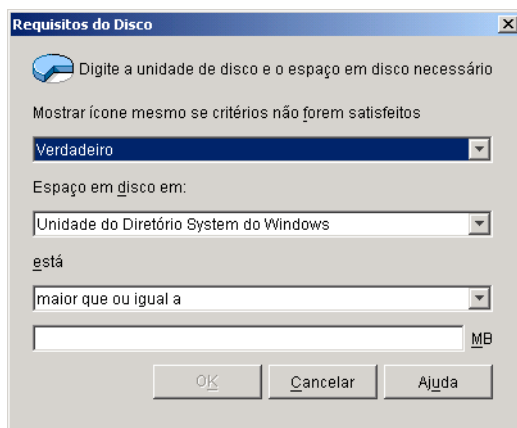 Requisitos do Disco
Digite a unidade de disco e o espaço em disco necessário
Mostrar ícone mesmo se critérios não forem satisfeitos
Verdadeiro
Espaço em disco em:
Unidade do Diretório System do Windows
está
maior que ou igual a
MB
OK
Cancelar
Ajuda